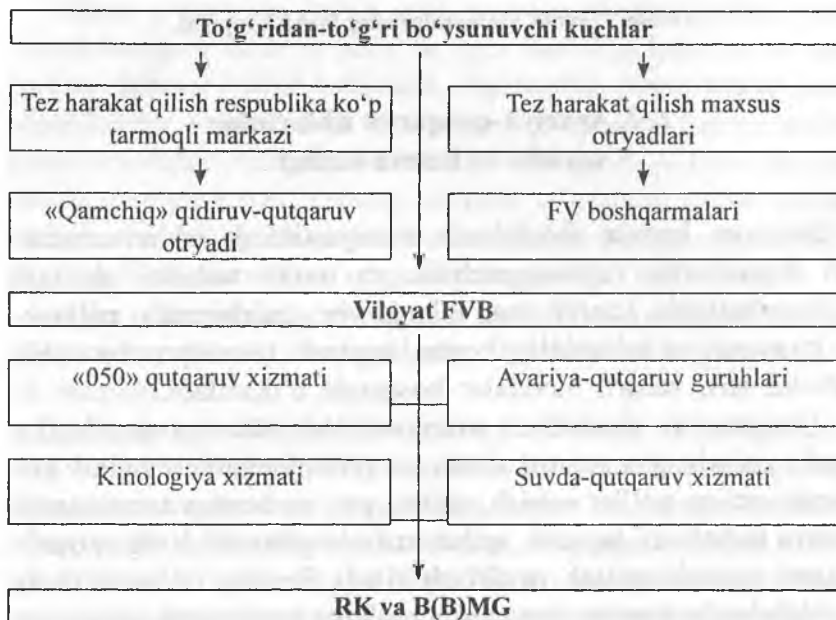 To‘g‘ridan-to‘g‘ri bo‘ysunuvchi kuchlar
Tez harakat qilish respublika ko‘p
tarmoqli markazi
Tez harakat qilish maxsus
otryadlari
«Qamchiq» qidiruv-qutqaruv
otryadi
FV boshqarmalari
Viloyat FVB
«050» qutqaruv xizmati
Avariya-qutqaruv guruhlari
Kinologiya xizmati
Suvda-qutqaruv xizmati
RK va B(B)MG